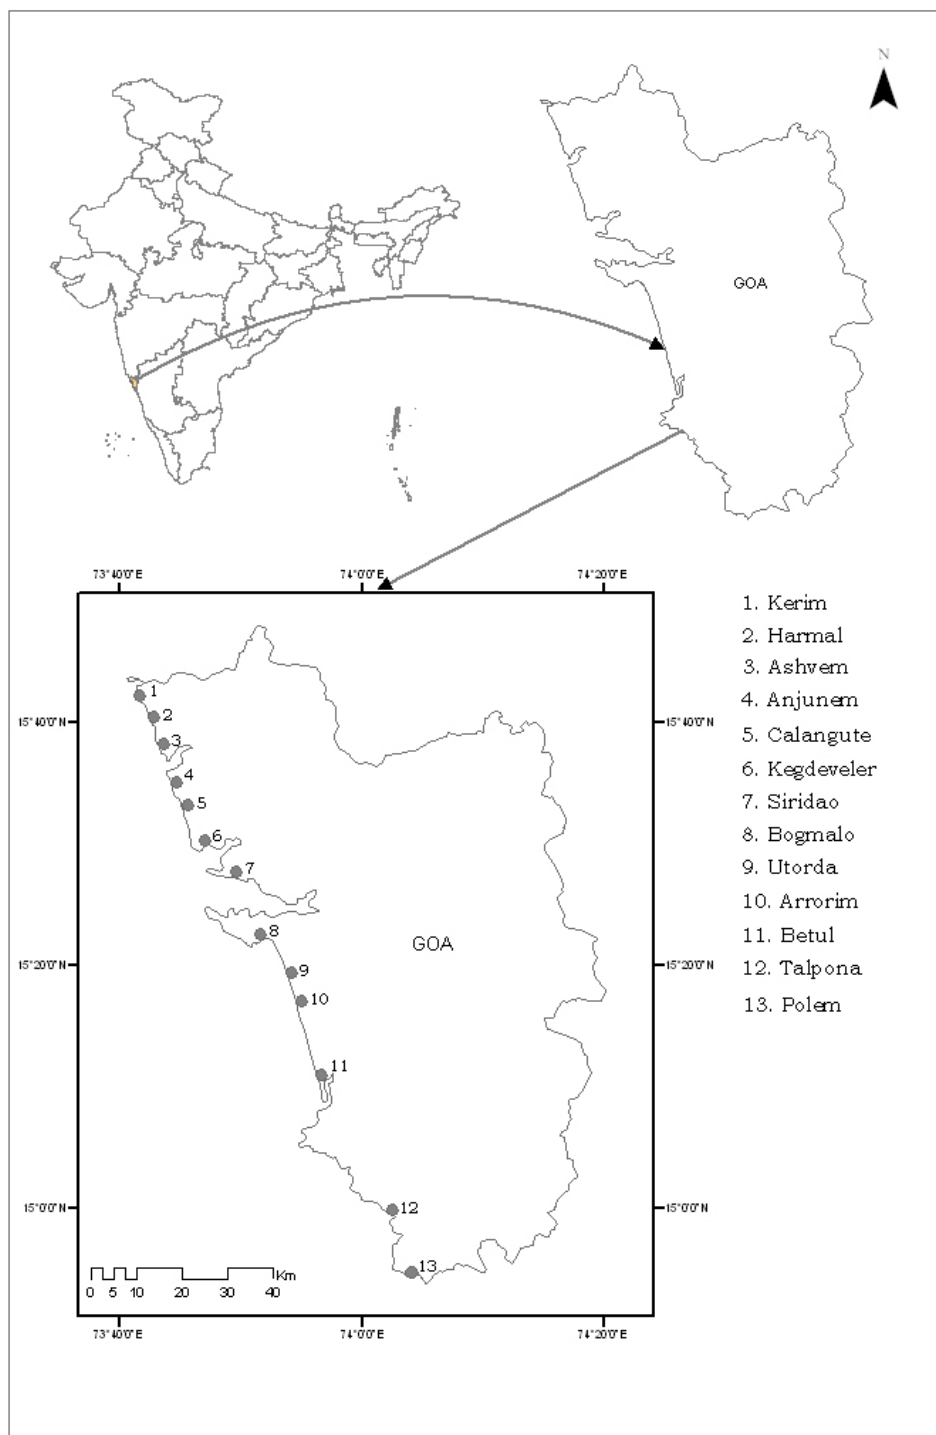 N
GOA
73°40'0"E
74°0'0"E
74°20'0"E
1. Kerim
2. Harmal
3. Ashvem
4. Anjunem
5. Calangute
6. Kegdeveler
7. Siridao
8. Bogmalo
9. Utorda
10. Arrorim
11. Betul
12. Talpona
13. Polem
15°40'0"N
15°40'0"N
1
2
3
4
5
6
7
8
GOA
15°20'0"N
15°20'0"N
9
10
11
12
15°0'0"N
15°0'0"N
13
Km
0 5 10 20 30 40
73°40'0"E
74°0'0"E
74°20'0"E